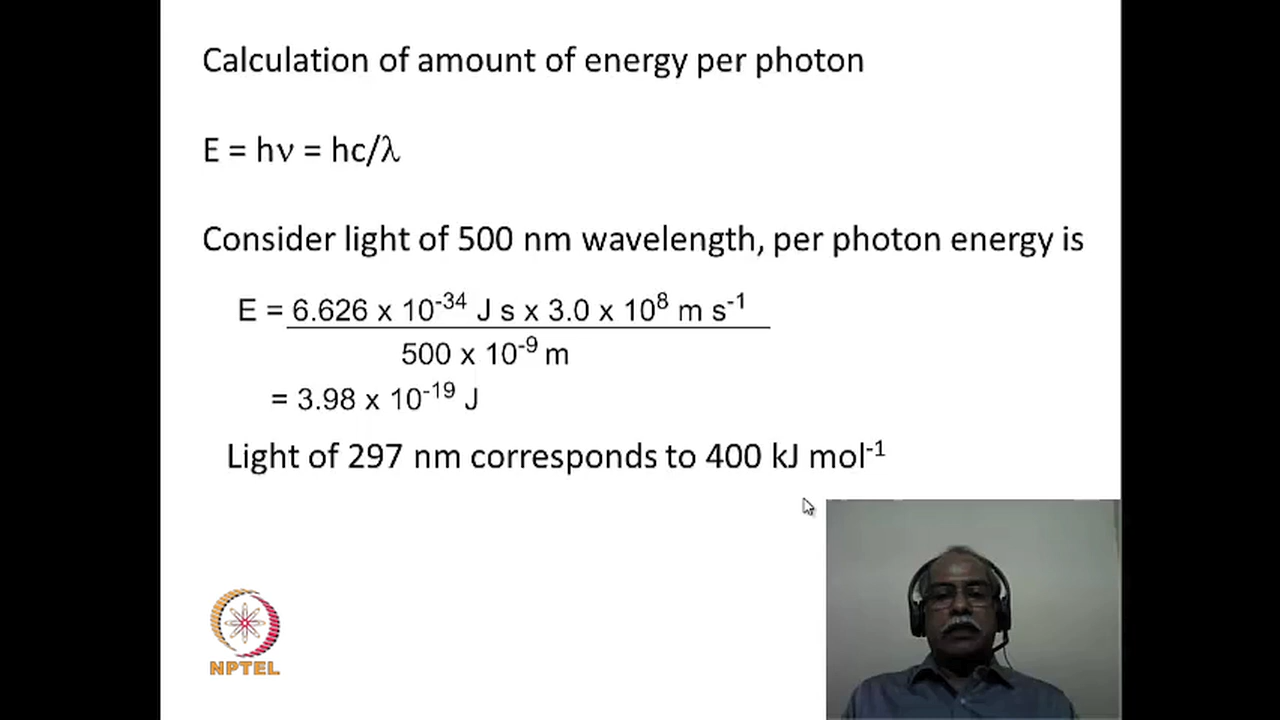 Calculation of amount of energy per photon
E = hν = hc/λ
Consider light of 500 nm wavelength, per photon energy is
E = 6.626 x 10⁻³⁴ J s x 3.0 x 10⁸ m s⁻¹
500 x 10⁻⁹ m
= 3.98 x 10⁻¹⁹ J
Light of 297 nm corresponds to 400 kJ mol⁻¹
NPTEL